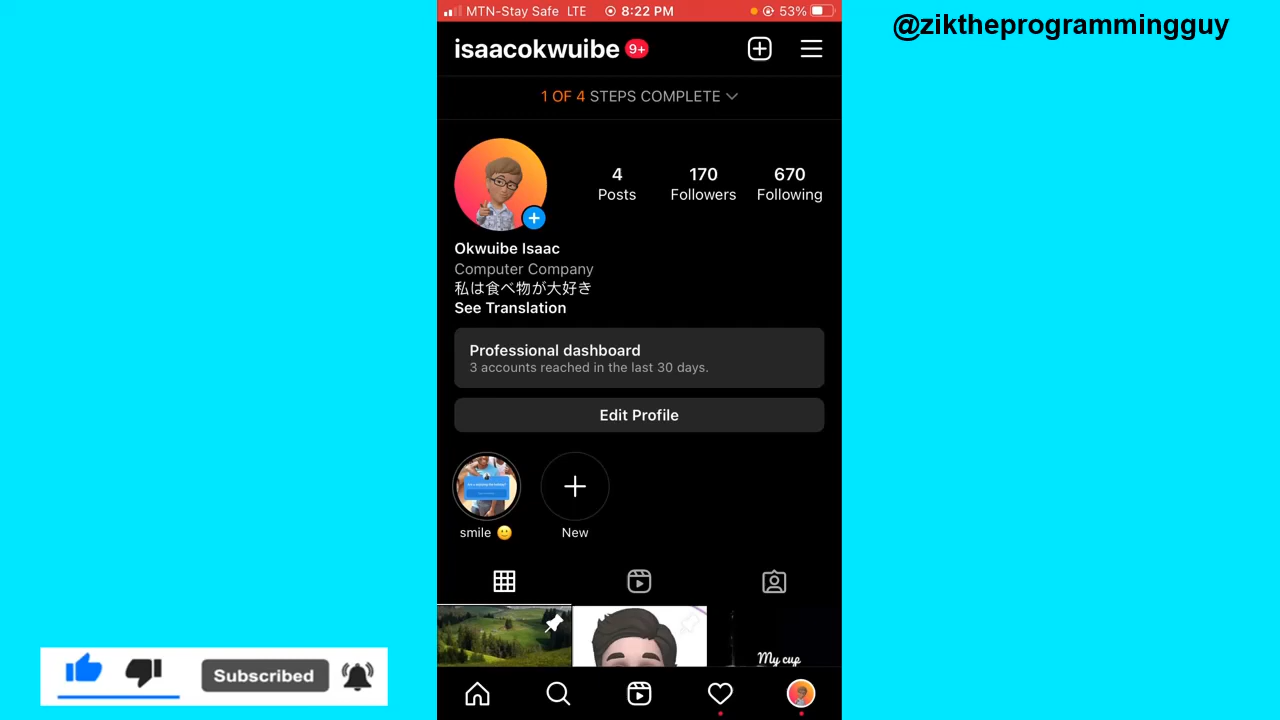 MTN-Stay Safe LTE 8:22 PM 53%
@ziktheprogrammingguy
isaacokwuibe 9+
1 OF 4 STEPS COMPLETE
4 170 670
Posts Followers Following
Okwuibe Isaac
Computer Company
私は食べ物が大好き
See Translation
Professional dashboard
3 accounts reached in the last 30 days.
Edit Profile
smile 🙂 New
My cup
Subscribed